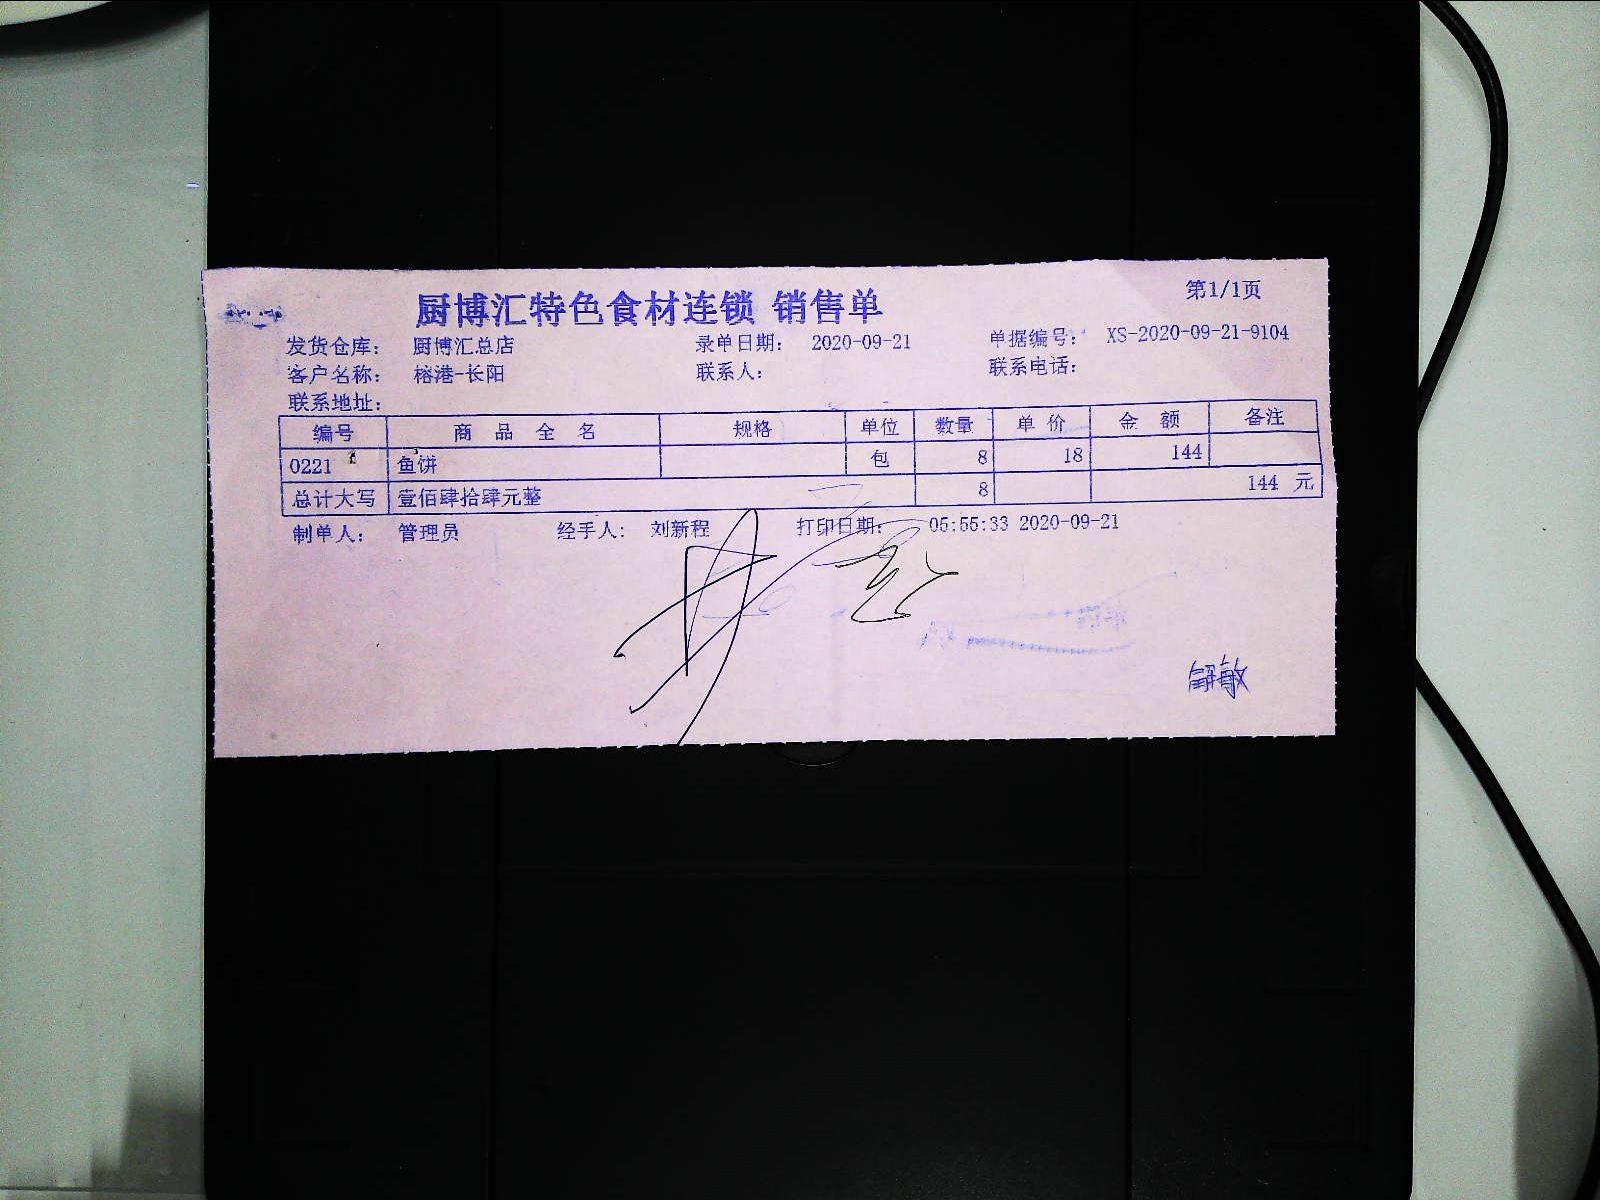 第1/1页
厨博汇特色食材连锁 销售单
发货仓库： 厨博汇总店 录单日期： 2020-09-21 单据编号： XS-2020-09-21-9104
客户名称： 榕港-长阳 联系人： 联系电话：
联系地址：
编号 商 品 全 名 规格 单位 数量 单 价 金 额 备注
0221 鱼饼 包 8 18 144
总计大写 壹佰肆拾肆元整 8 144 元
制单人： 管理员 经手人： 刘新程 打印日期： 05:55:33 2020-09-21